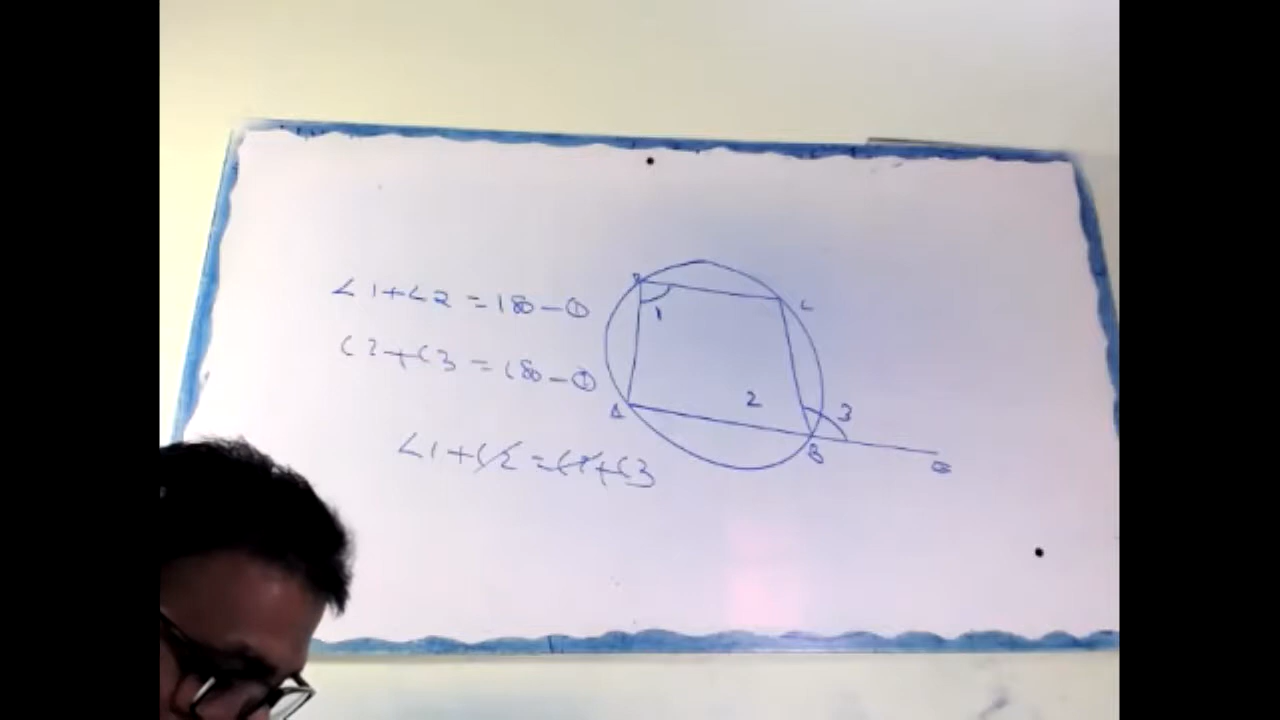 ∠1+∠2 = 180 - ①
∠2+∠3 = 180 - ①
∠1+∠2 = ∠2+∠3
C
1
A
2
3
B